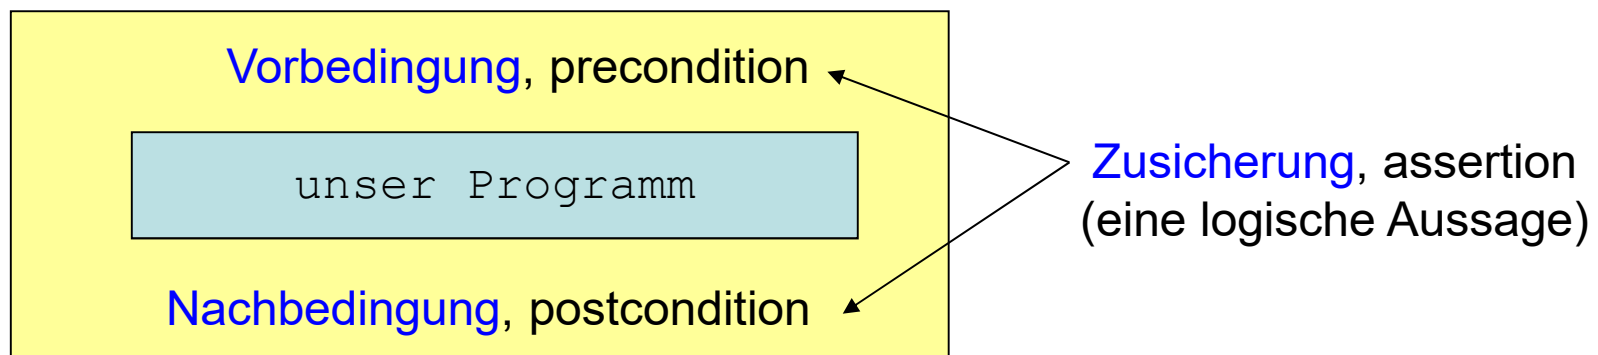 Vorbedingung, precondition
unser Programm
Nachbedingung, postcondition
Zusicherung, assertion
(eine logische Aussage)